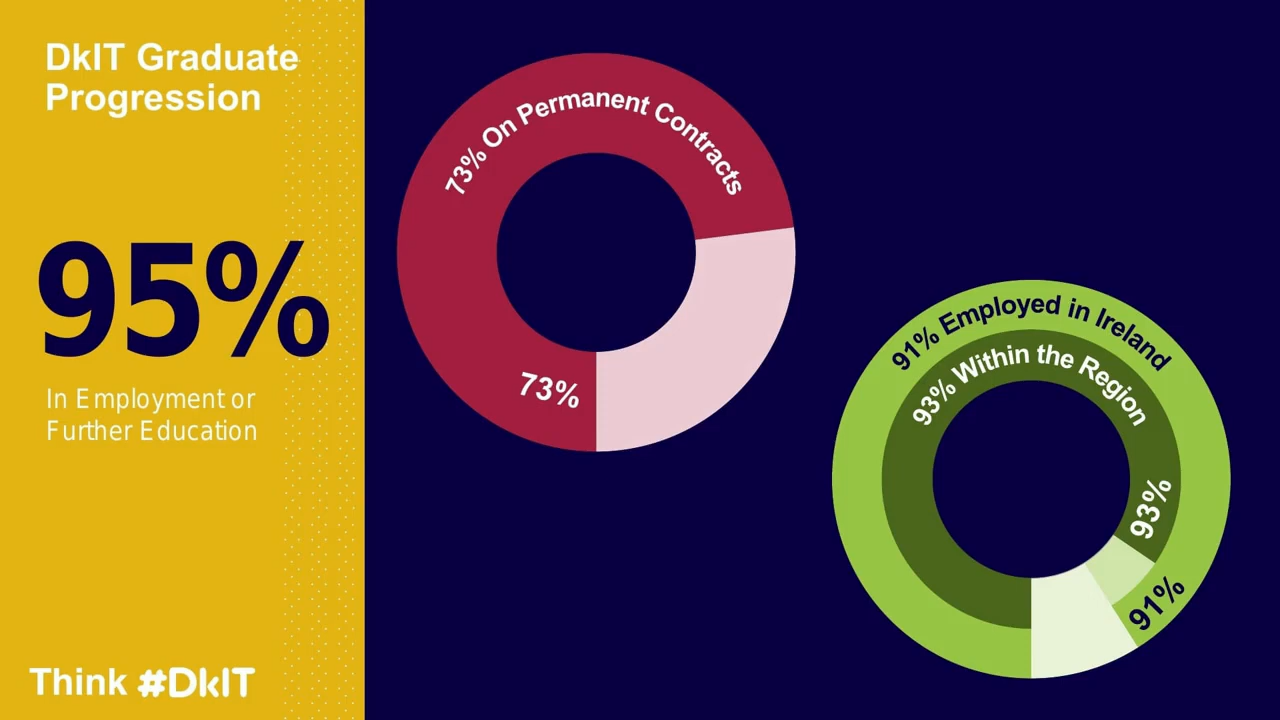 DkIT Graduate
Progression
95%
In Employment or
Further Education
Think #DkIT
73% On Permanent Contracts
73%
91% Employed in Ireland
93% Within the Region
93%
91%